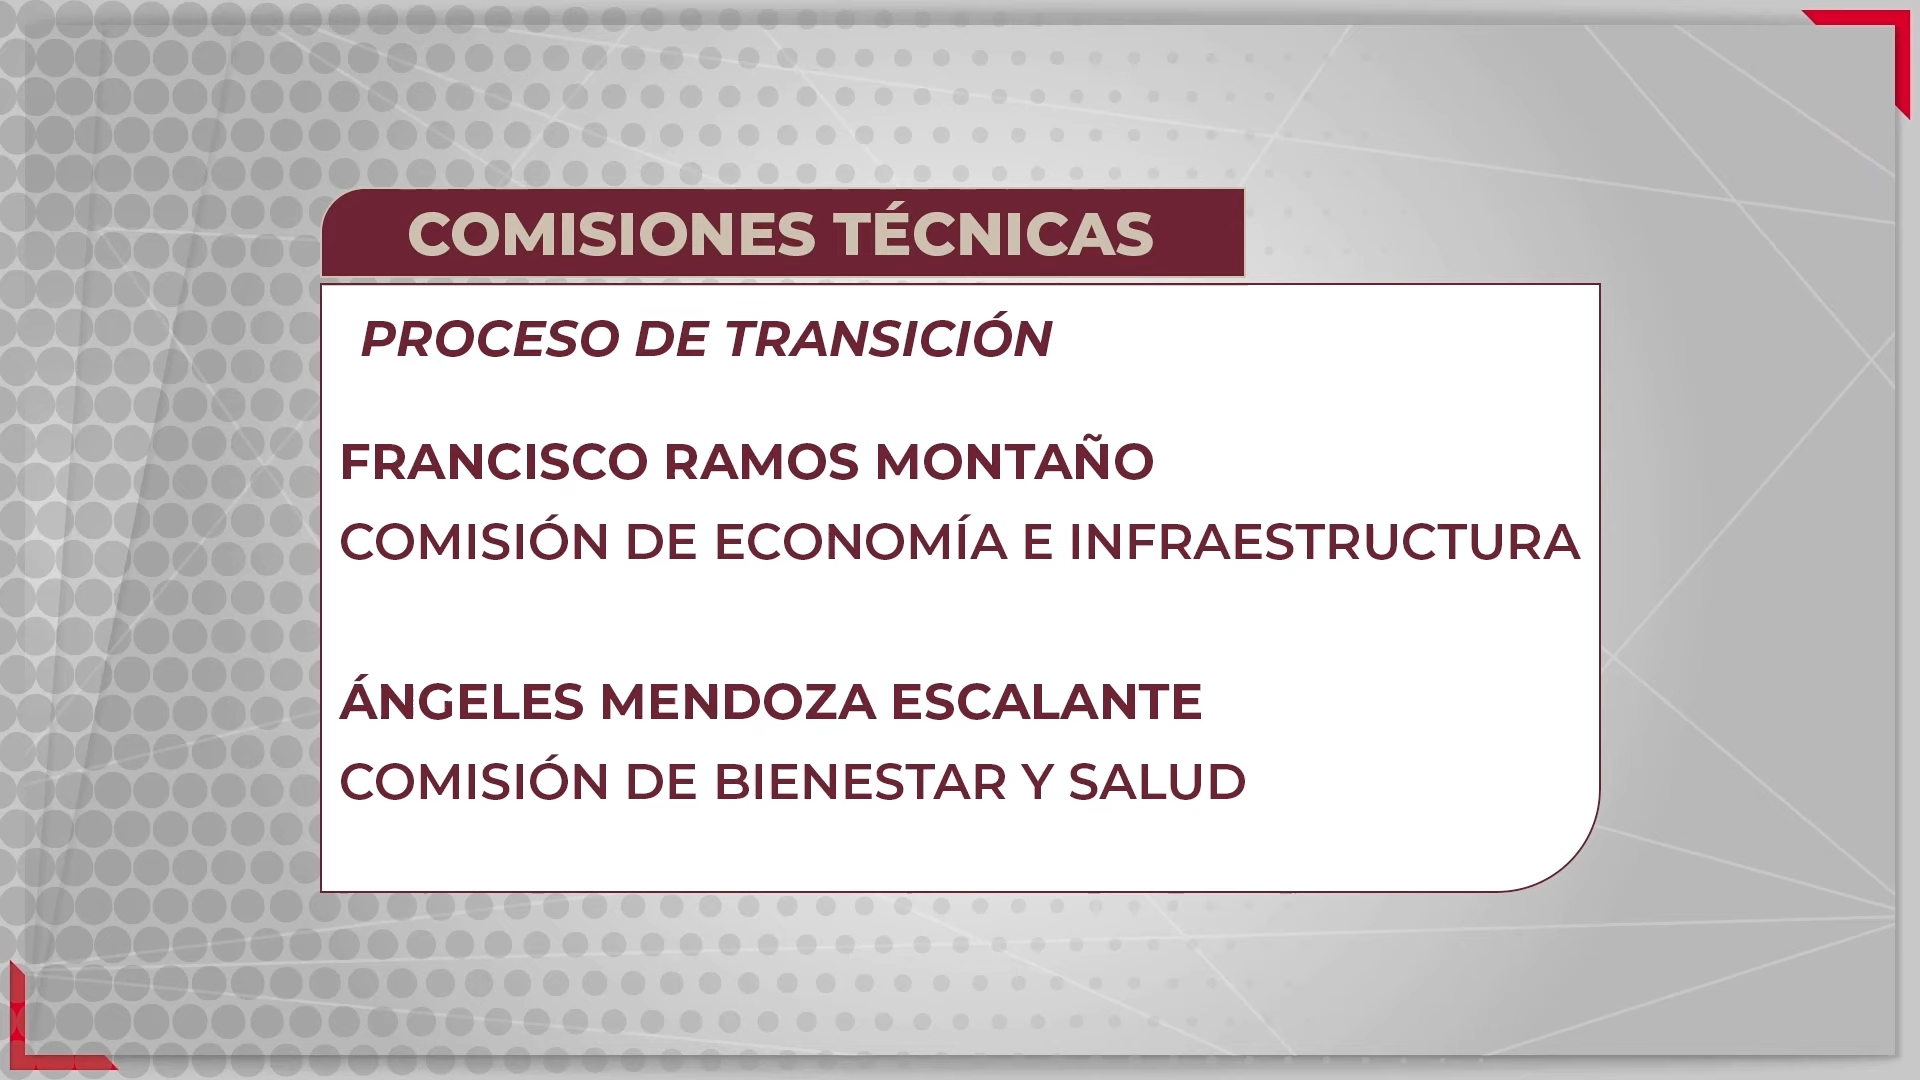 COMISIONES TÉCNICAS
PROCESO DE TRANSICIÓN
FRANCISCO RAMOS MONTAÑO
COMISIÓN DE ECONOMÍA E INFRAESTRUCTURA
ÁNGELES MENDOZA ESCALANTE
COMISIÓN DE BIENESTAR Y SALUD